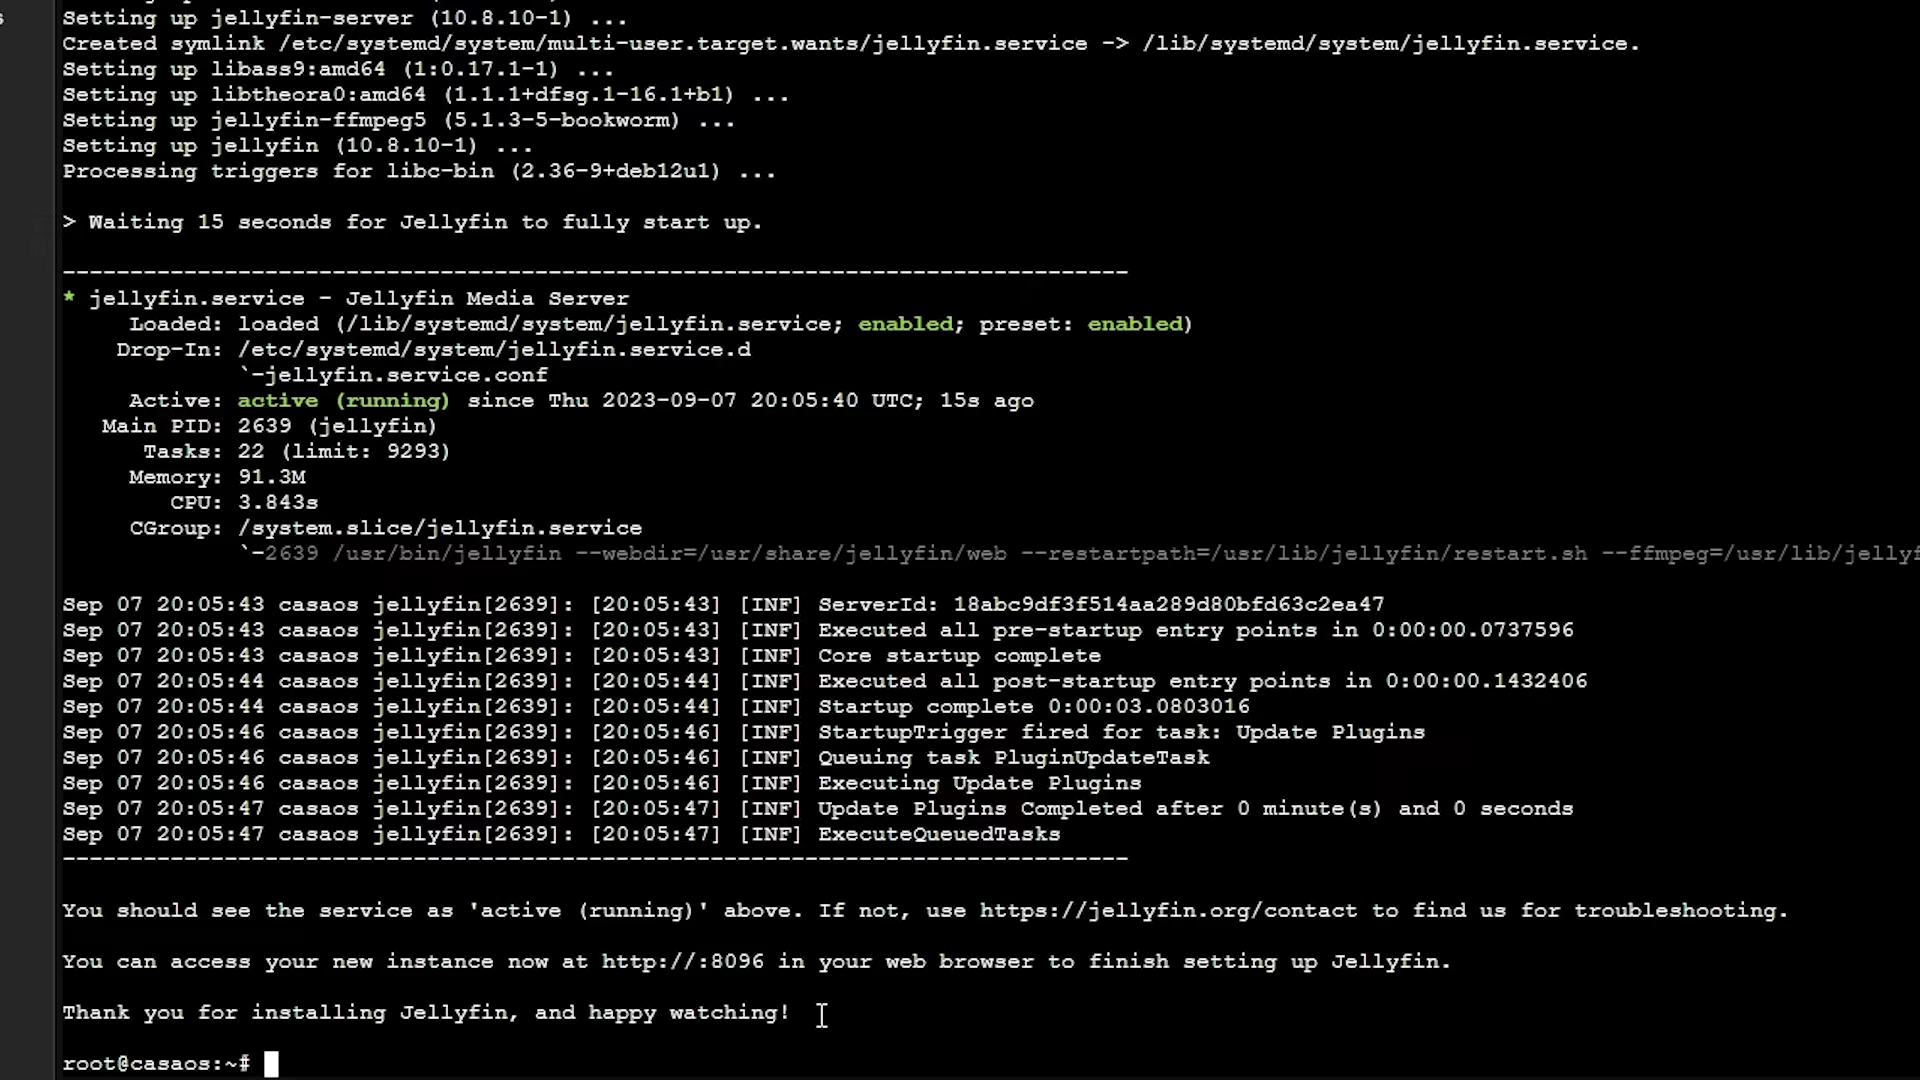 Setting up jellyfin-server (10.8.10-1) ...
Created symlink /etc/systemd/system/multi-user.target.wants/jellyfin.service -> /lib/systemd/system/jellyfin.service.
Setting up libass9:amd64 (1:0.17.1-1) ...
Setting up libtheora0:amd64 (1.1.1+dfsg.1-16.1+b1) ...
Setting up jellyfin-ffmpeg5 (5.1.3-5-bookworm) ...
Setting up jellyfin (10.8.10-1) ...
Processing triggers for libc-bin (2.36-9+deb12u1) ...
> Waiting 15 seconds for Jellyfin to fully start up.
-------------------------------------------------------------------------------
* jellyfin.service - Jellyfin Media Server
Loaded: loaded (/lib/systemd/system/jellyfin.service; enabled; preset: enabled)
Drop-In: /etc/systemd/system/jellyfin.service.d
`-jellyfin.service.conf
Active: active (running) since Thu 2023-09-07 20:05:40 UTC; 15s ago
Main PID: 2639 (jellyfin)
Tasks: 22 (limit: 9293)
Memory: 91.3M
CPU: 3.843s
CGroup: /system.slice/jellyfin.service
`-2639 /usr/bin/jellyfin --webdir=/usr/share/jellyfin/web --restartpath=/usr/lib/jellyfin/restart.sh --ffmpeg=/usr/lib/jellyf
Sep 07 20:05:43 casaos jellyfin[2639]: [20:05:43] [INF] ServerId: 18abc9df3f514aa289d80bfd63c2ea47
Sep 07 20:05:43 casaos jellyfin[2639]: [20:05:43] [INF] Executed all pre-startup entry points in 0:00:00.0737596
Sep 07 20:05:43 casaos jellyfin[2639]: [20:05:43] [INF] Core startup complete
Sep 07 20:05:44 casaos jellyfin[2639]: [20:05:44] [INF] Executed all post-startup entry points in 0:00:00.1432406
Sep 07 20:05:44 casaos jellyfin[2639]: [20:05:44] [INF] Startup complete 0:00:03.0803016
Sep 07 20:05:46 casaos jellyfin[2639]: [20:05:46] [INF] StartupTrigger fired for task: Update Plugins
Sep 07 20:05:46 casaos jellyfin[2639]: [20:05:46] [INF] Queuing task PluginUpdateTask
Sep 07 20:05:46 casaos jellyfin[2639]: [20:05:46] [INF] Executing Update Plugins
Sep 07 20:05:47 casaos jellyfin[2639]: [20:05:47] [INF] Update Plugins Completed after 0 minute(s) and 0 seconds
Sep 07 20:05:47 casaos jellyfin[2639]: [20:05:47] [INF] ExecuteQueuedTasks
-------------------------------------------------------------------------------
You should see the service as 'active (running)' above. If not, use https://jellyfin.org/contact to find us for troubleshooting.
You can access your new instance now at http://:8096 in your web browser to finish setting up Jellyfin.
Thank you for installing Jellyfin, and happy watching!
root@casaos:~#